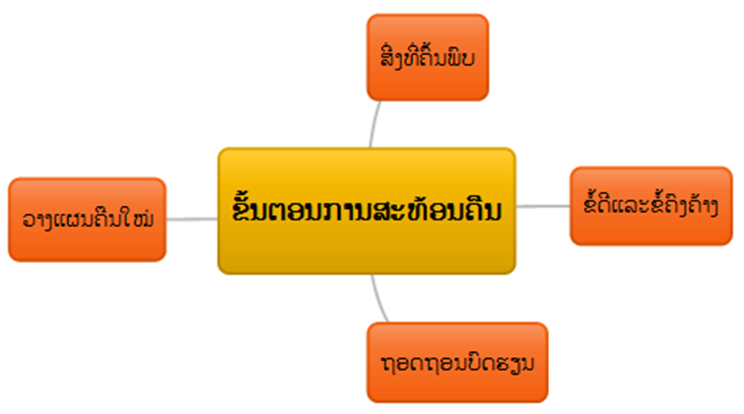 ສິ່ງທີ່ຄົ້ນພົບ
ຂັ້ນຕອນການສະທ້ອນຄືນ
ຂໍ້ດີແລະຂໍ້ຄົງຄ້າງ
ວາງແຜນຄືນໃໝ່
ຖອດຖອນບົດຮຽນ